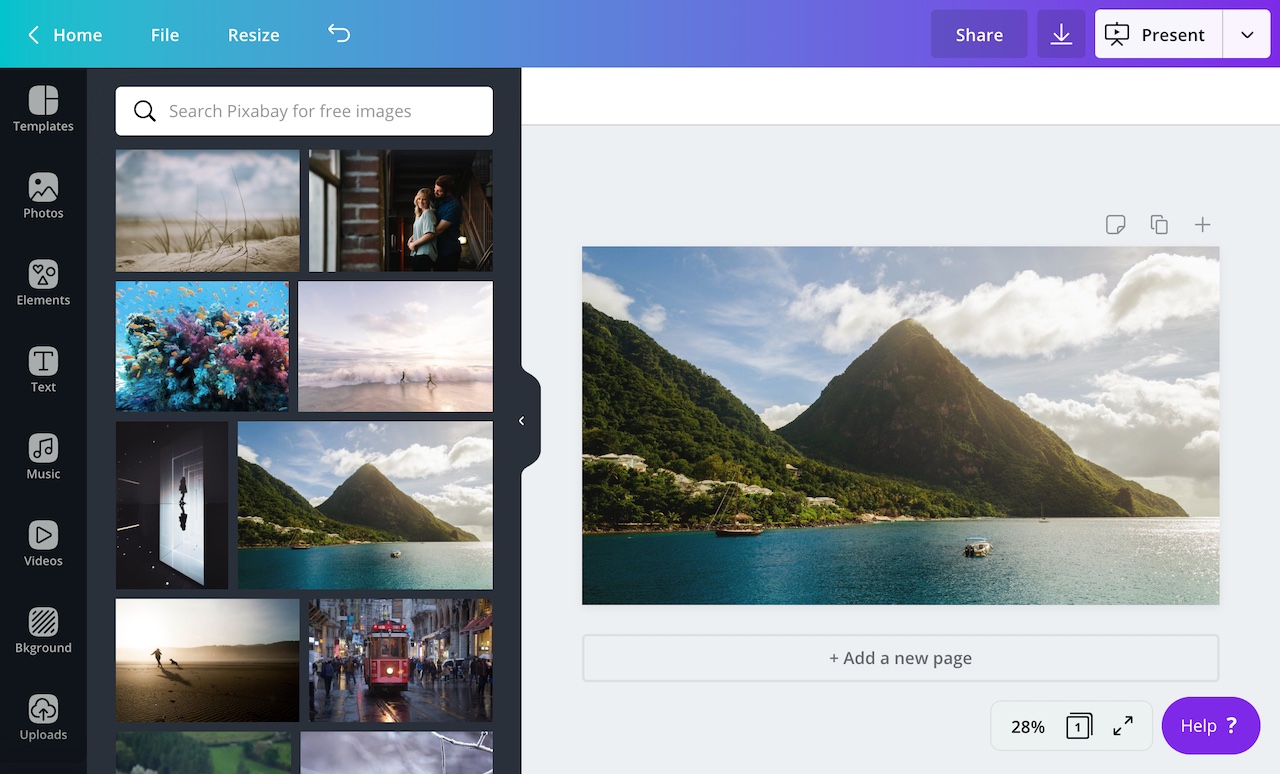 Home
File
Resize
Share
Present
Templates
Search Pixabay for free images
Photos
Elements
Text
Music
Videos
Bkground
Uploads
+ Add a new page
28%
1
Help ?